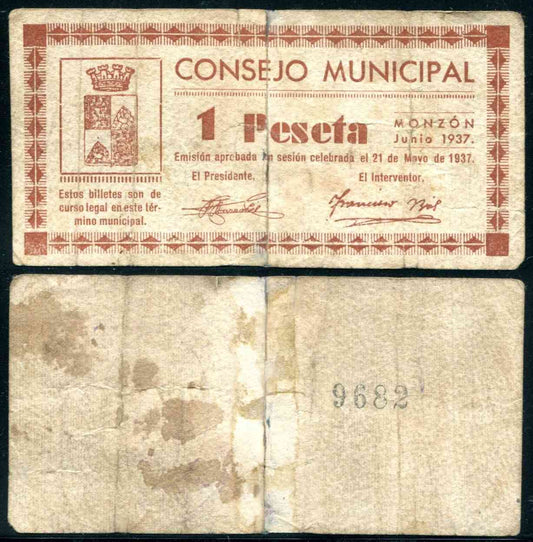 CONSEJO MUNICIPAL
1 Peseta
MONZÓN
Junio 1937.
Emisión aprobada en sesión celebrada el 21 de Mayo de 1937.
El Presidente.
El Interventor.
Estos billetes son de
curso legal en este tér-
mino municipal.
Francisco
9682